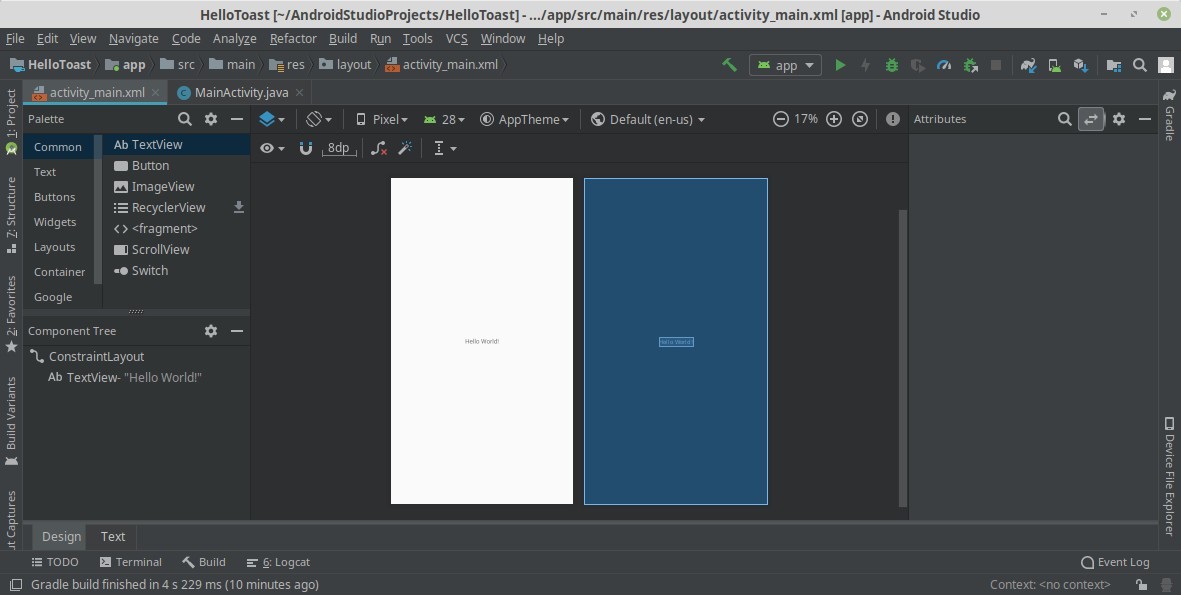 HelloToast [~/AndroidStudioProjects/HelloToast] - .../app/src/main/res/layout/activity_main.xml [app] - Android Studio
File Edit View Navigate Code Analyze Refactor Build Run Tools VCS Window Help
HelloToast app src main res layout activity_main.xml app
activity_main.xml MainActivity.java
1: Project
7: Structure
2: Favorites
Build Variants
ut Captures
Palette
Common
Text
Buttons
Widgets
Layouts
Container
Google
Ab TextView
Button
ImageView
RecyclerView
<fragment>
ScrollView
Switch
Component Tree
ConstraintLayout
Ab TextView- "Hello World!"
Pixel 28 AppTheme Default (en-us) 17%
8dp
Hello World!
Hello World!
Attributes
Gradle
Device File Explorer
Design Text
TODO Terminal Build 6: Logcat Event Log
Gradle build finished in 4 s 229 ms (10 minutes ago) Context: <no context>